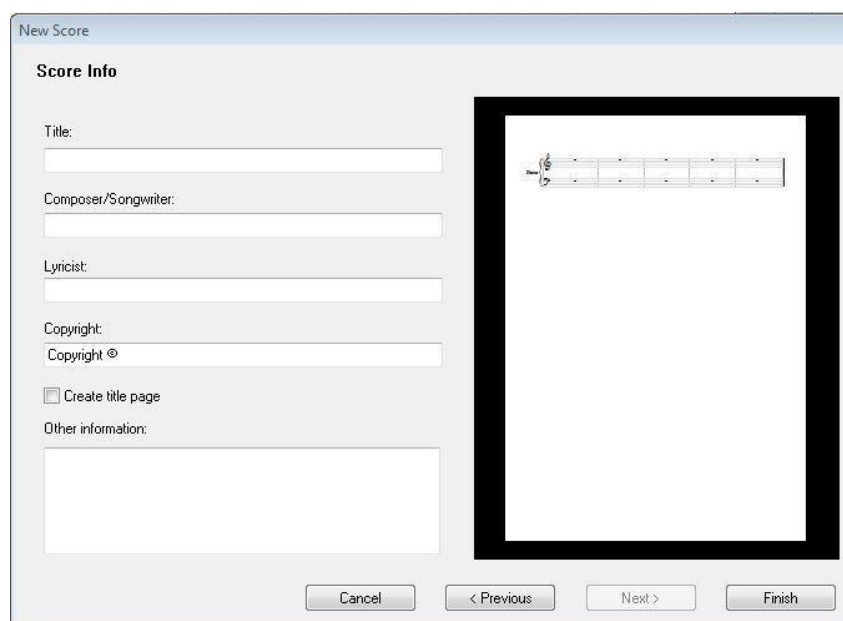 New Score
Score Info
Title:
Composer/Songwriter:
Lyricist:
Copyright:
Copyright ©
Create title page
Other information:
Cancel
< Previous
Next >
Finish